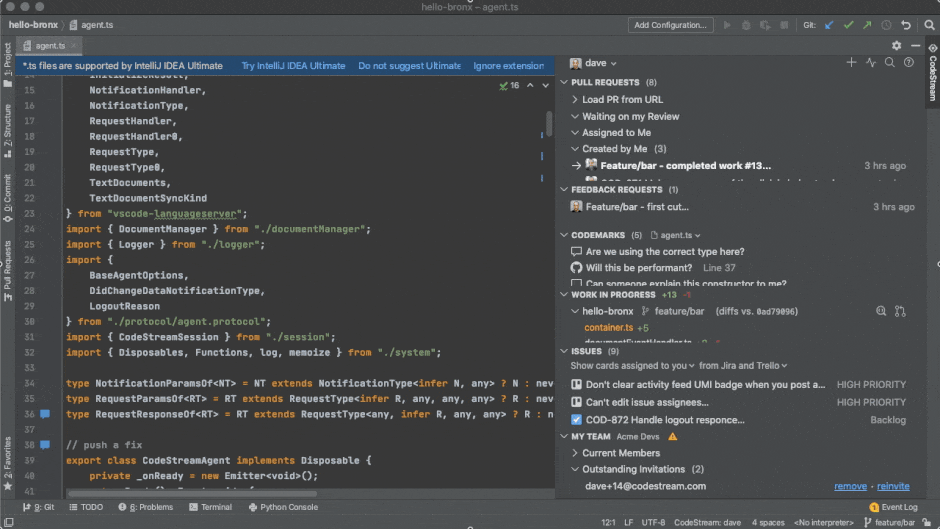 hello-bronx – agent.ts
hello-bronx agent.ts Add Configuration... Git:
agent.ts
*.ts files are supported by IntelliJ IDEA Ultimate Try IntelliJ IDEA Ultimate Do not suggest Ultimate Ignore extension
16
14 InitializeResult,
15 NotificationHandler,
16 NotificationType,
17 RequestHandler,
18 RequestHandler0,
19 RequestType,
20 RequestType0,
21 TextDocuments,
22 TextDocumentSyncKind
23 } from "vscode-languageserver";
24 import { DocumentManager } from "./documentManager";
25 import { Logger } from "./logger";
26 import {
27 BaseAgentOptions,
28 DidChangeDataNotificationType,
29 LogoutReason
30 } from "./protocol/agent.protocol";
31 import { CodeStreamSession } from "./session";
32 import { Disposables, Functions, log, memoize } from "./system";
33
34 type NotificationParamsOf<NT> = NT extends NotificationType<infer N, any> ? N : nev
35 type RequestParamsOf<RT> = RT extends RequestType<infer R, any, any, any> ? R : nev
36 type RequestResponseOf<RT> = RT extends RequestType<any, infer R, any, any> ? R : n
37
38 // push a fix
39 export class CodeStreamAgent implements Disposable {
40 private _onReady = new Emitter<void>();
41
1: Project
7: Structure
0: Commit
Pull Requests
2: Favorites
CodeStream
dave
PULL REQUESTS (8)
Load PR from URL
Waiting on my Review
Assigned to Me
Created by Me (3)
Feature/bar - completed work #13... 3 hrs ago
FEEDBACK REQUESTS (1)
Feature/bar - first cut... 3 hrs ago
CODEMARKS (5) agent.ts
Are we using the correct type here?
Will this be performant? Line 37
Can someone explain this constructor to me?
WORK IN PROGRESS +13 -1
hello-bronx feature/bar (diffs vs. 0ad79096)
container.ts +5
documentEventHandler.ts
ISSUES (9)
Show cards assigned to you from Jira and Trello
Don't clear activity feed UMI badge when you post a... HIGH PRIORITY
Can't edit issue assignees... HIGH PRIORITY
COD-872 Handle logout responce... Backlog
MY TEAM Acme Devs
Current Members
Outstanding Invitations (2)
dave+14@codestream.com remove · reinvite
9: Git TODO 6: Problems Terminal Python Console 1 Event Log
12:1 LF UTF-8 CodeStream: dave 4 spaces <No interpreter> feature/bar